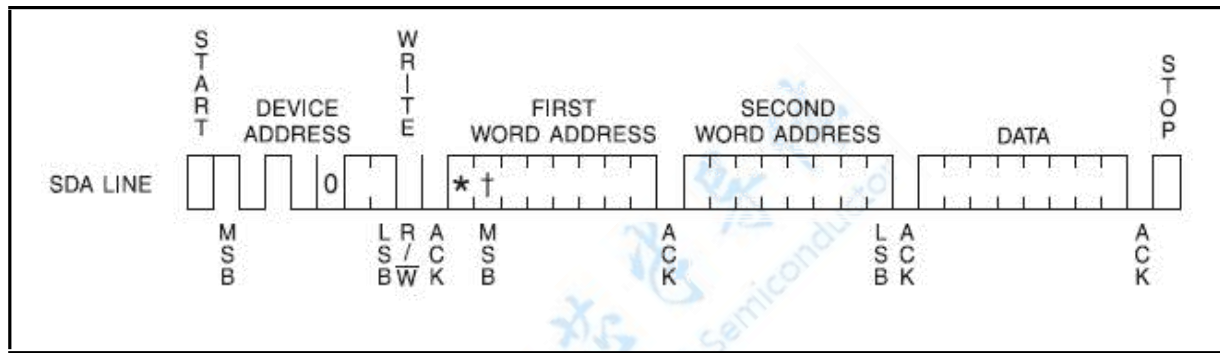 START
WRITE
STOP
DEVICE ADDRESS
FIRST WORD ADDRESS
SECOND WORD ADDRESS
DATA
SDA LINE
0
* †
MSB
LSB
R/W
ACK
MSB
ACK
LSB
ACK
ACK
Semiconductor